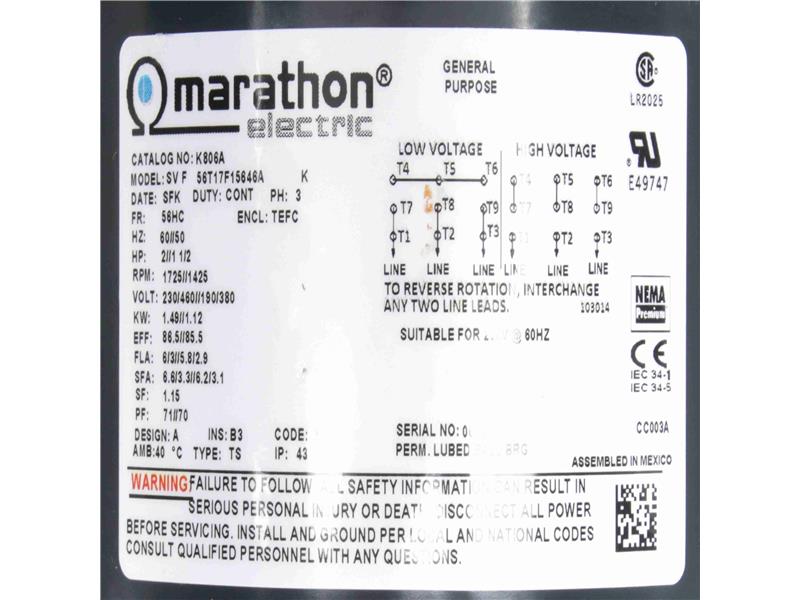 marathon®
electric
GENERAL
PURPOSE
LR2025
E49747
CATALOG NO: K806A
MODEL: SV F 56T17F15646A K
DATE: SFK DUTY: CONT PH: 3
FR: 56HC ENCL: TEFC
HZ: 60//50
HP: 2//1 1/2
RPM: 1725//1425
VOLT: 230/460//190/380
KW: 1.49//1.12
EFF: 86.5//85.5
FLA: 6/3//5.8/2.9
SFA: 6.6/3.3//6.2/3.1
SF: 1.15
PF: 71//70
DESIGN: A INS: B3 CODE:
AMB: 40 °C TYPE: TS IP: 43
LOW VOLTAGE HIGH VOLTAGE
T4 T5 T6 T4 T5 T6
T7 T8 T9 T7 T8 T9
T1 T2 T3 T1 T2 T3
LINE LINE LINE LINE LINE LINE
TO REVERSE ROTATION, INTERCHANGE
ANY TWO LINE LEADS. 103014
SUITABLE FOR @ 60HZ
NEMA
Premium
CE
IEC 34-1
IEC 34-5
SERIAL NO:
PERM. LUBED BRG
CC003A
ASSEMBLED IN MEXICO
WARNING FAILURE TO FOLLOW ALL SAFETY INFORMATION CAN RESULT IN
SERIOUS PERSONAL INJURY OR DEATH DISCONNECT ALL POWER
BEFORE SERVICING. INSTALL AND GROUND PER LOCAL AND NATIONAL CODES
CONSULT QUALIFIED PERSONNEL WITH ANY QUESTIONS.